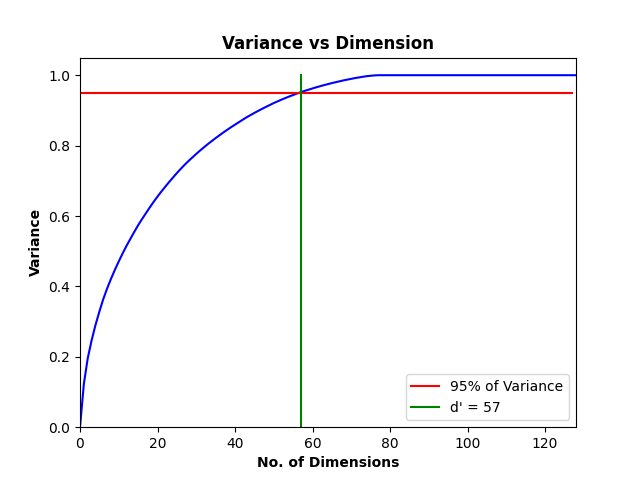 Variance vs Dimension
1.0
0.8
0.6
0.4
0.2
0.0
Variance
0 20 40 60 80 100 120
No. of Dimensions
95% of Variance
d' = 57